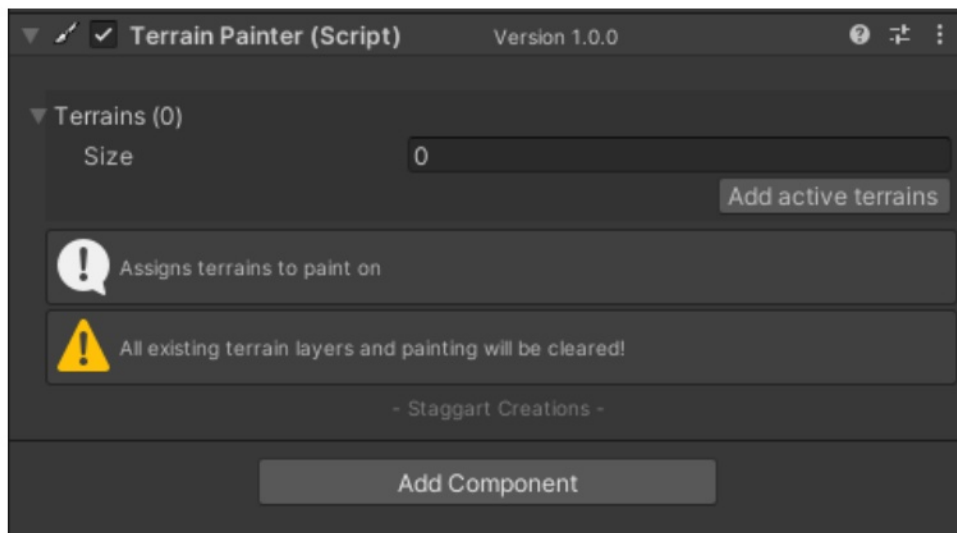 Terrain Painter (Script) Version 1.0.0
Terrains (0)
Size 0
Add active terrains
Assigns terrains to paint on
All existing terrain layers and painting will be cleared!
- Staggart Creations -
Add Component